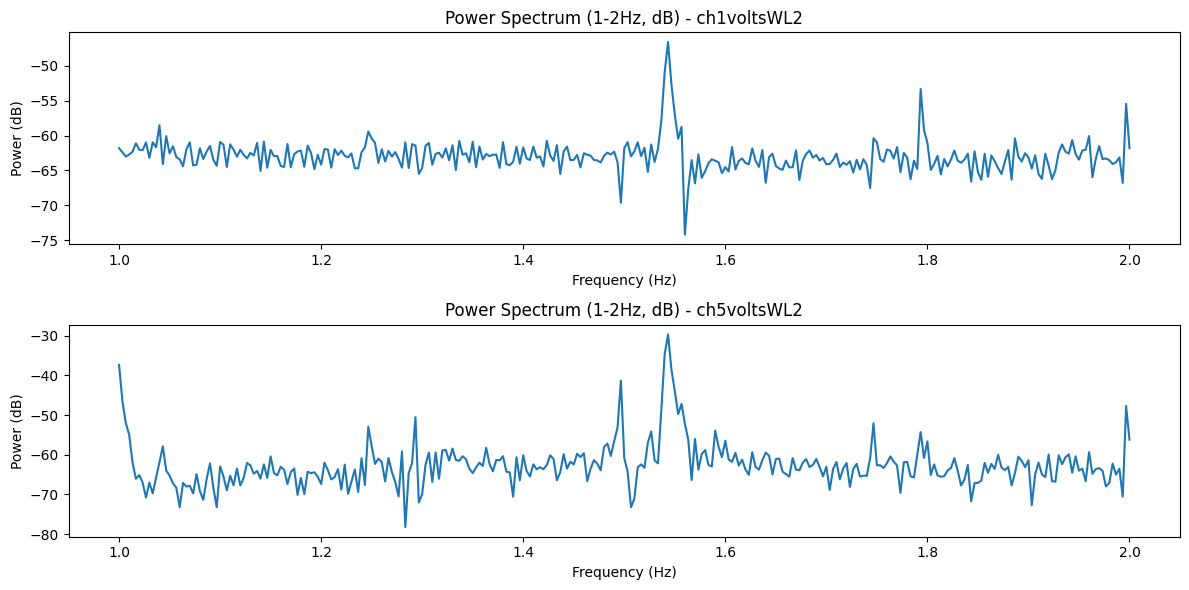 Power Spectrum (1-2Hz, dB) - ch1voltsWL2
Power (dB)
−50
−55
−60
−65
−70
−75
1.0 1.2 1.4 1.6 1.8 2.0
Frequency (Hz)
Power Spectrum (1-2Hz, dB) - ch5voltsWL2
Power (dB)
−30
−40
−50
−60
−70
−80
1.0 1.2 1.4 1.6 1.8 2.0
Frequency (Hz)